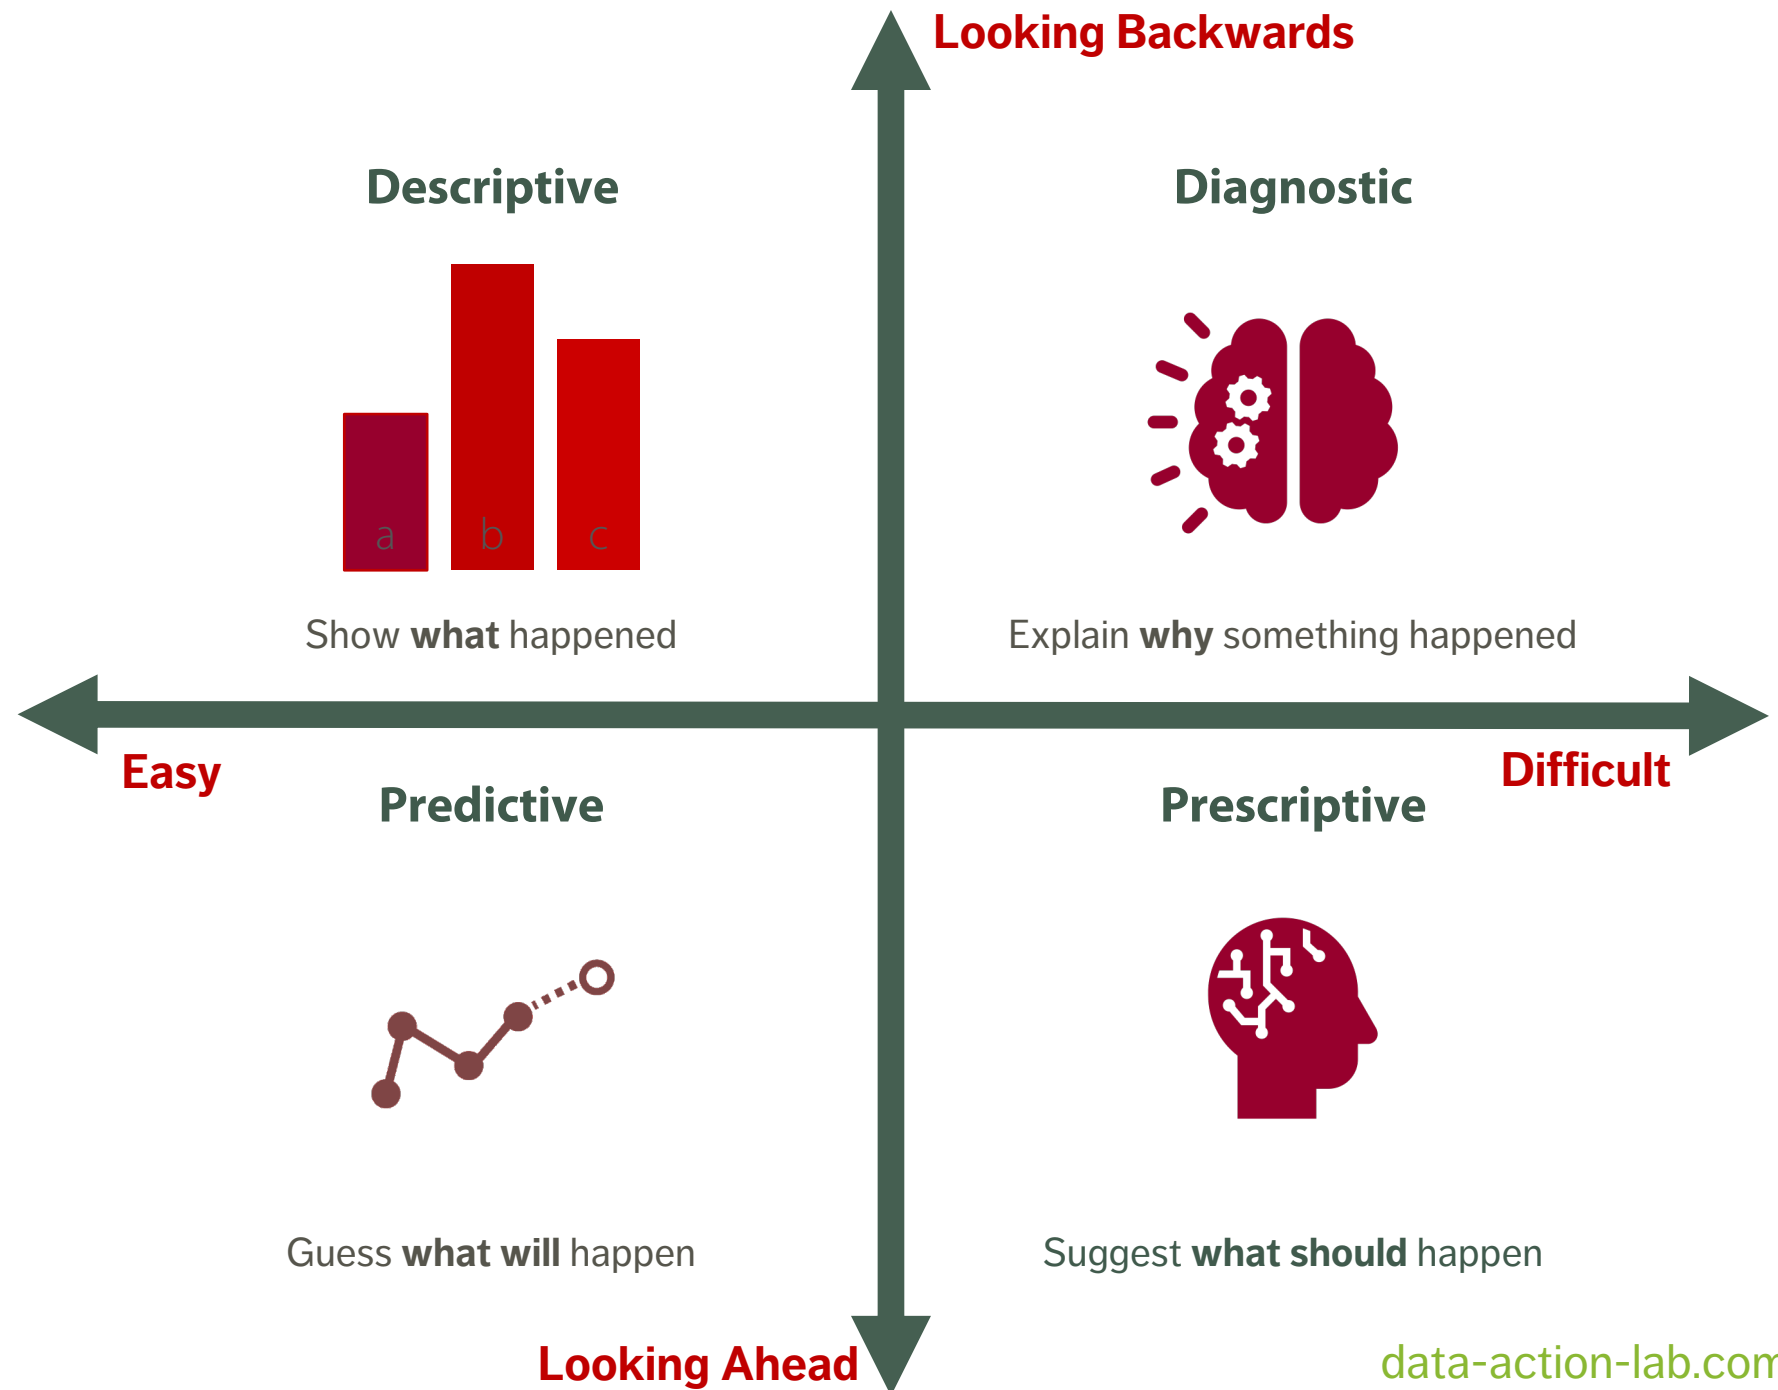 Looking Backwards
Descriptive
Diagnostic
a b c
Show what happened
Explain why something happened
Easy
Difficult
Predictive
Prescriptive
Guess what will happen
Suggest what should happen
Looking Ahead
data-action-lab.com